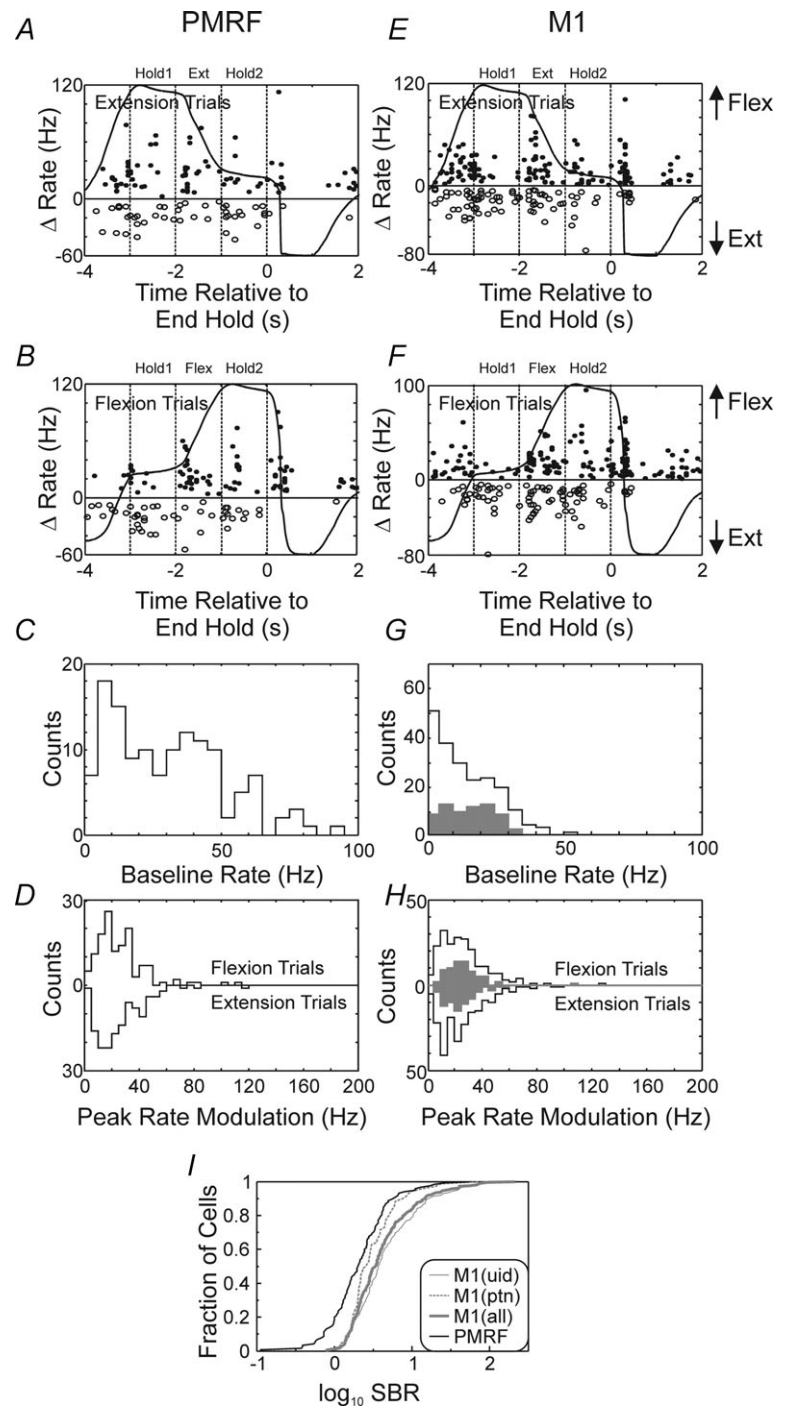 PMRF
M1
A
Hold1 Ext Hold2
120
Extension Trials
Δ Rate (Hz)
0
-60
-4 -2 0 2
Time Relative to
End Hold (s)
E
Hold1 Ext Hold2
120
Extension Trials
Δ Rate (Hz)
0
-80
-4 -2 0 2
Time Relative to
End Hold (s)
Flex
Ext
B
Hold1 Flex Hold2
120
Flexion Trials
Δ Rate (Hz)
0
-60
-4 -2 0 2
Time Relative to
End Hold (s)
F
Hold1 Flex Hold2
100
Flexion Trials
Δ Rate (Hz)
0
-80
-4 -2 0 2
Time Relative to
End Hold (s)
Flex
Ext
C
20
10
0
Counts
0 50 100
Baseline Rate (Hz)
G
70
60
40
20
0
Counts
0 50 100
Baseline Rate (Hz)
D
30
0
30
Counts
Flexion Trials
Extension Trials
0 40 80 120 160 200
Peak Rate Modulation (Hz)
H
50
0
50
Counts
Flexion Trials
Extension Trials
0 40 80 120 160 200
Peak Rate Modulation (Hz)
I
1
0.8
0.6
0.4
0.2
0
Fraction of Cells
M1(uid)
M1(ptn)
M1(all)
PMRF
-1 0 1 2
log10 SBR